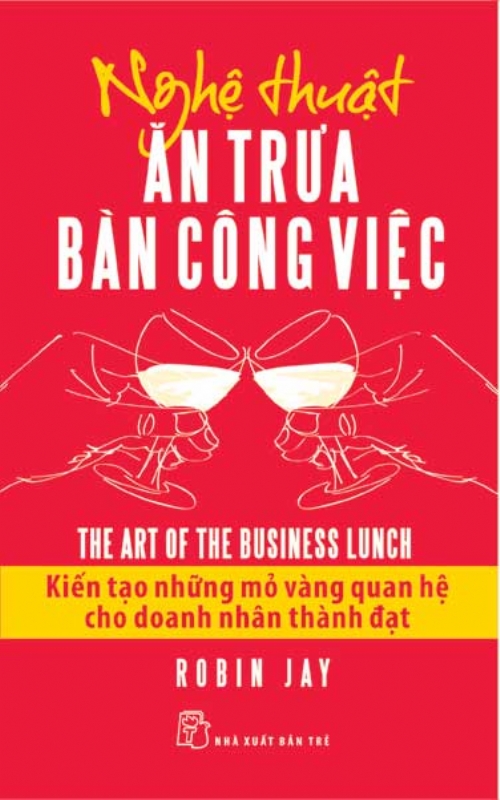 Nghệ thuật
ĂN TRƯA
BÀN CÔNG VIỆC
THE ART OF THE BUSINESS LUNCH
Kiến tạo những mỏ vàng quan hệ
cho doanh nhân thành đạt
ROBIN JAY
NHÀ XUẤT BẢN TRẺ